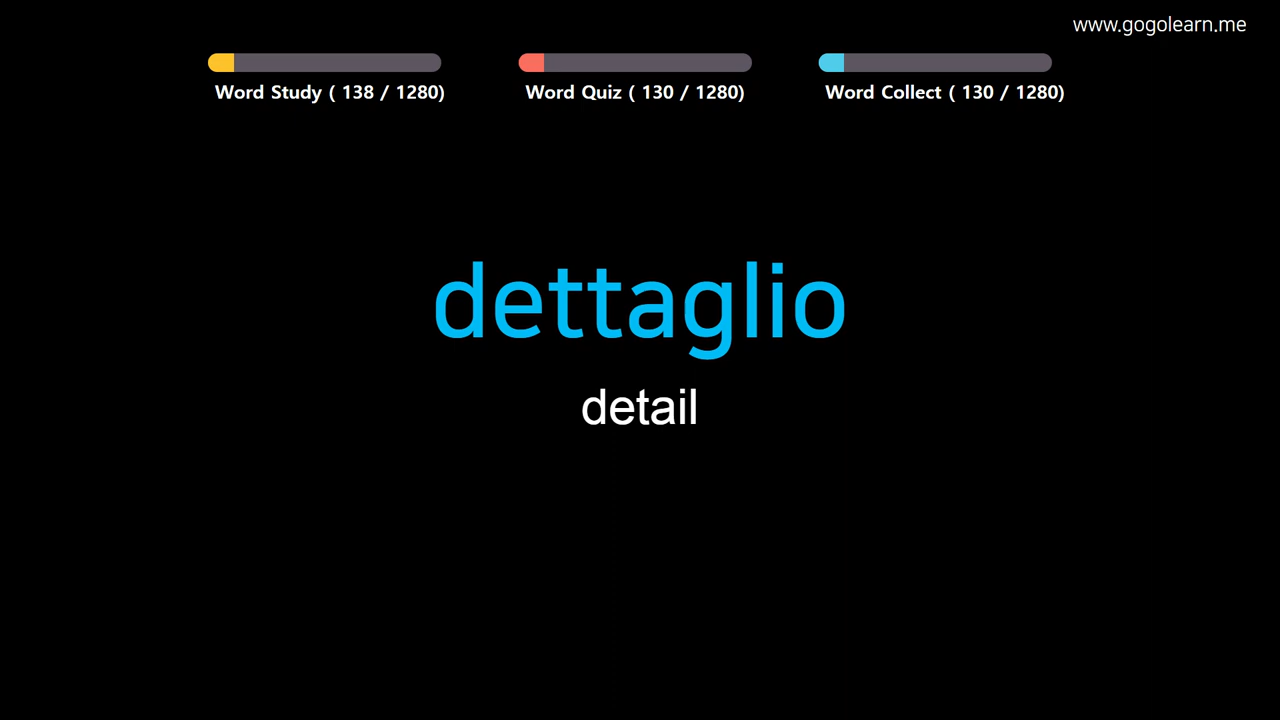 www.gogolearn.me
Word Study ( 138 / 1280)
Word Quiz ( 130 / 1280)
Word Collect ( 130 / 1280)
dettaglio
detail